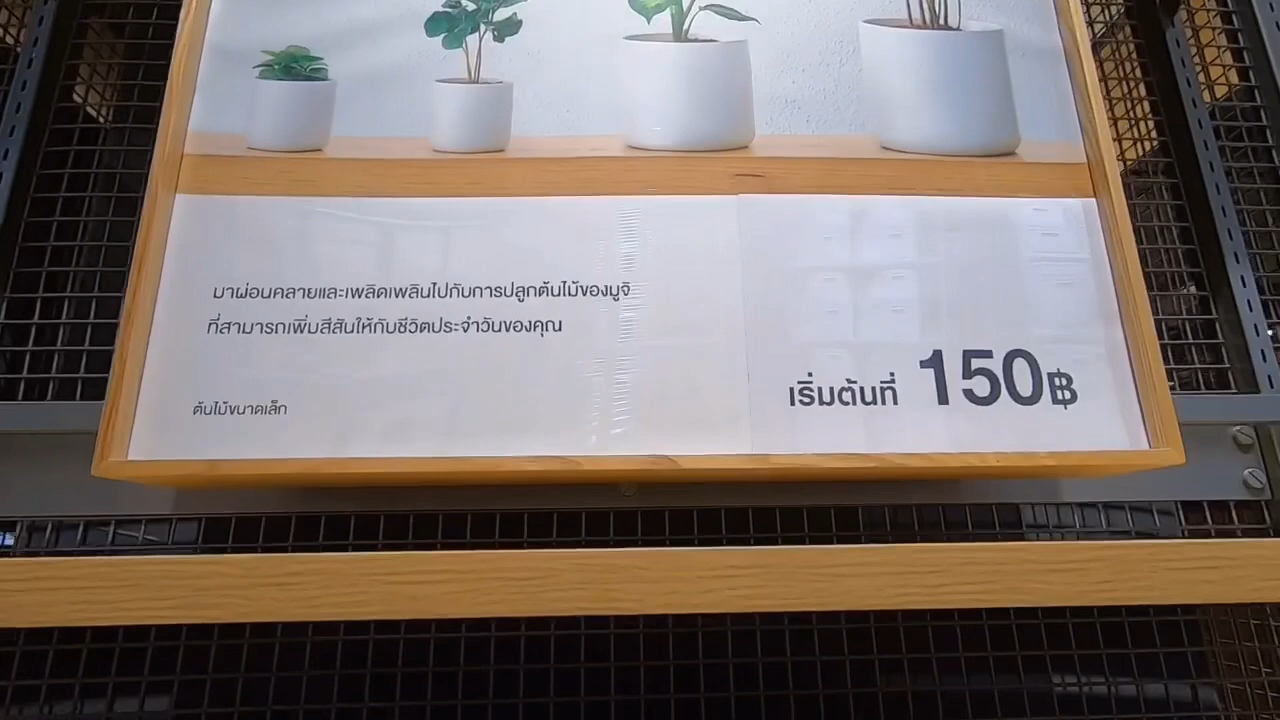 มาผ่อนคลายและเพลิดเพลินไปกับการปลูกต้นไม้ของมูจิ
ที่สามารถเพิ่มสีสันให้กับชีวิตประจำวันของคุณ
ต้นไม้ขนาดเล็ก
เริ่มต้นที่ 150฿